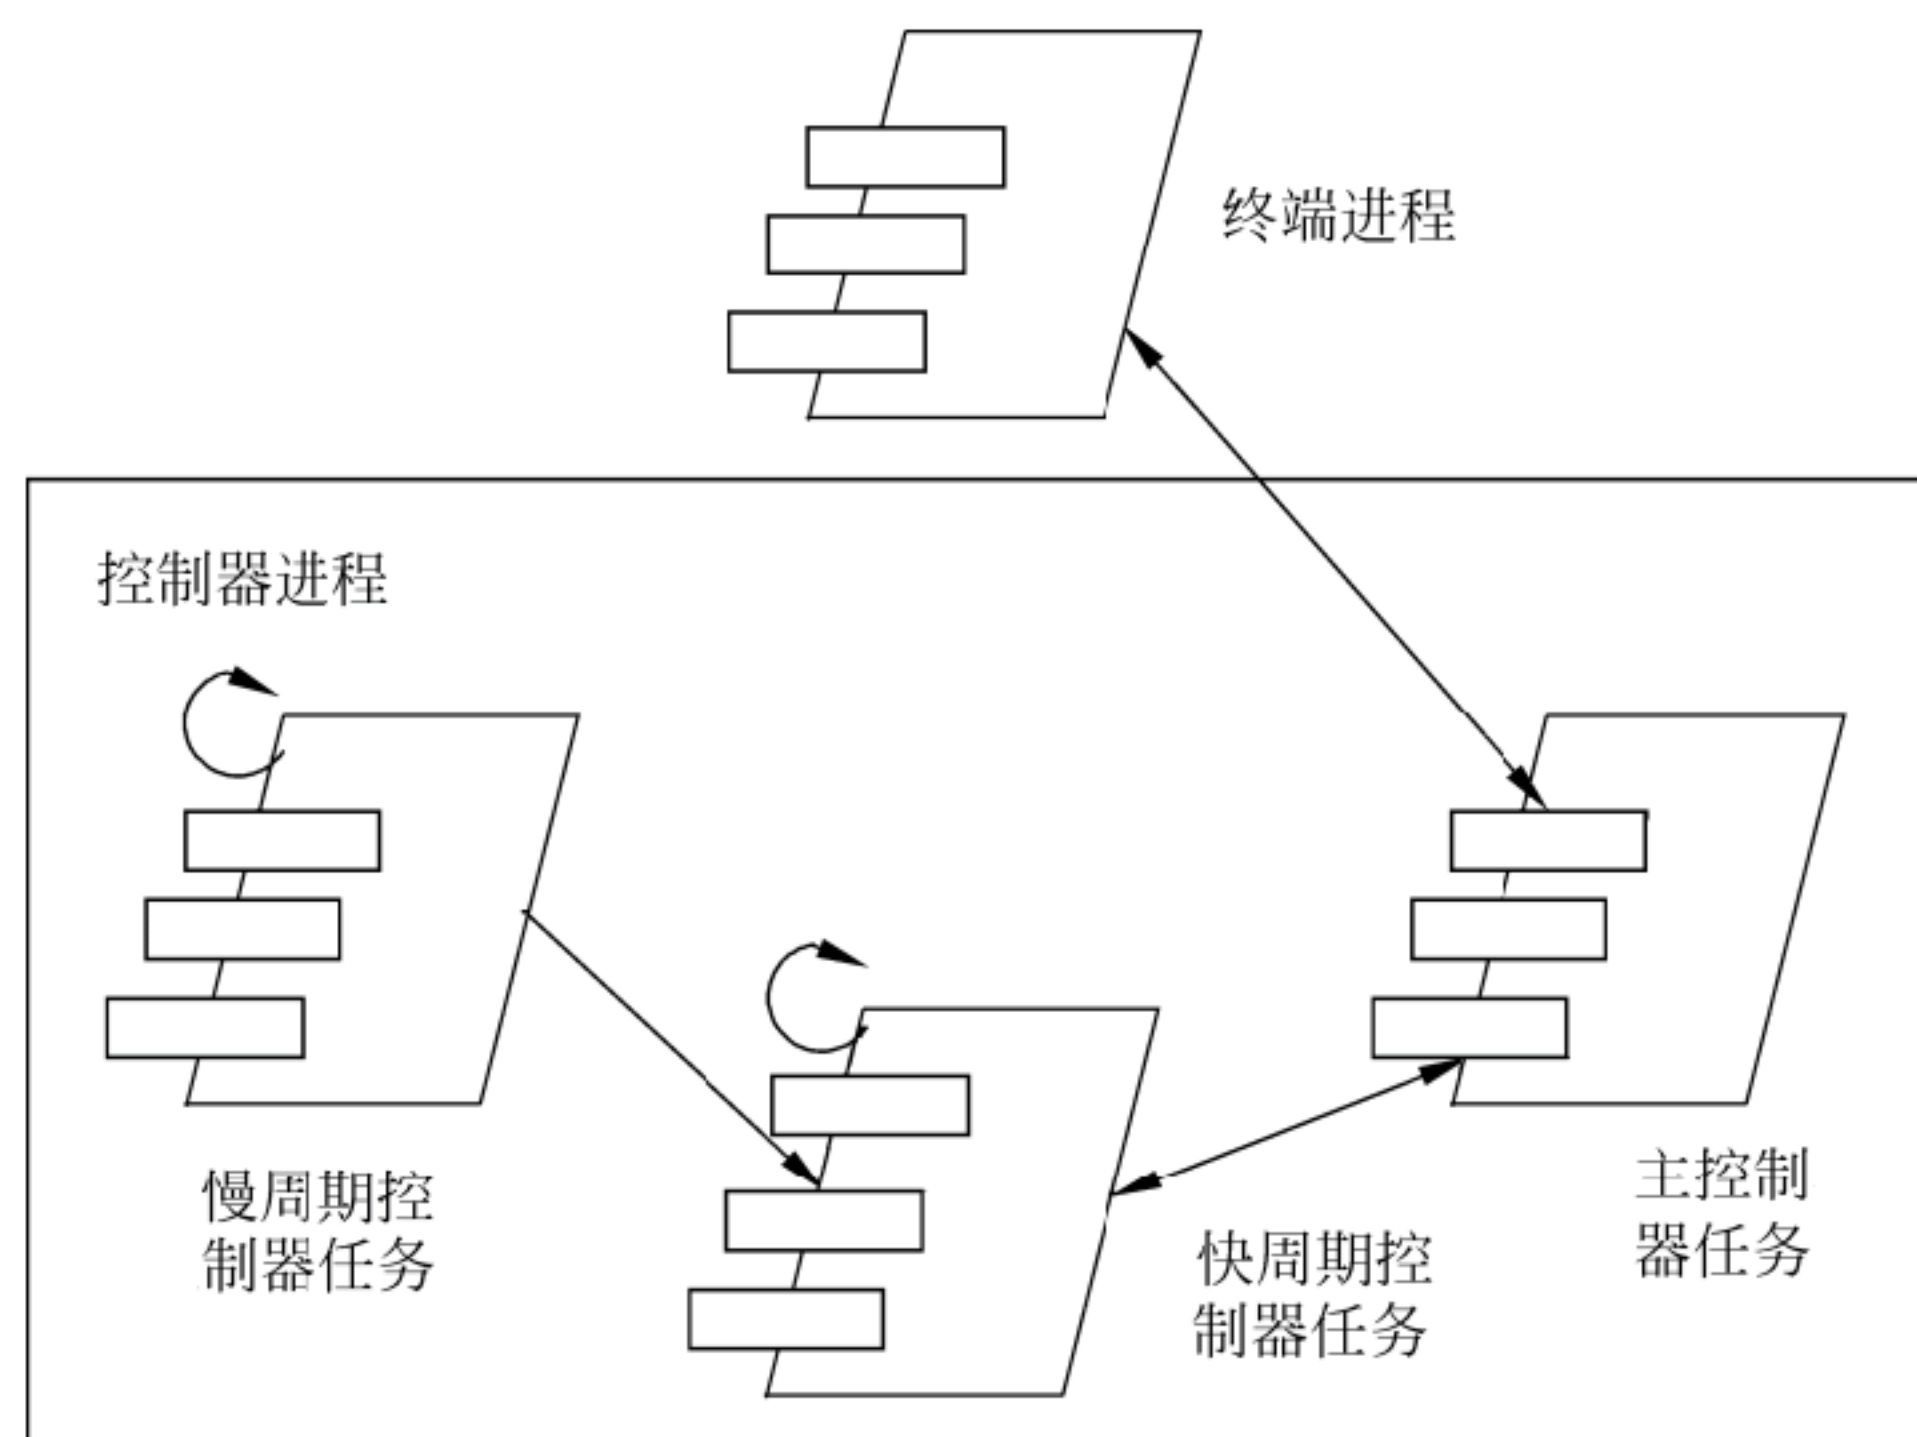 终端进程
控制器进程
慢周期控
制器任务
快周期控
制器任务
主控制
器任务